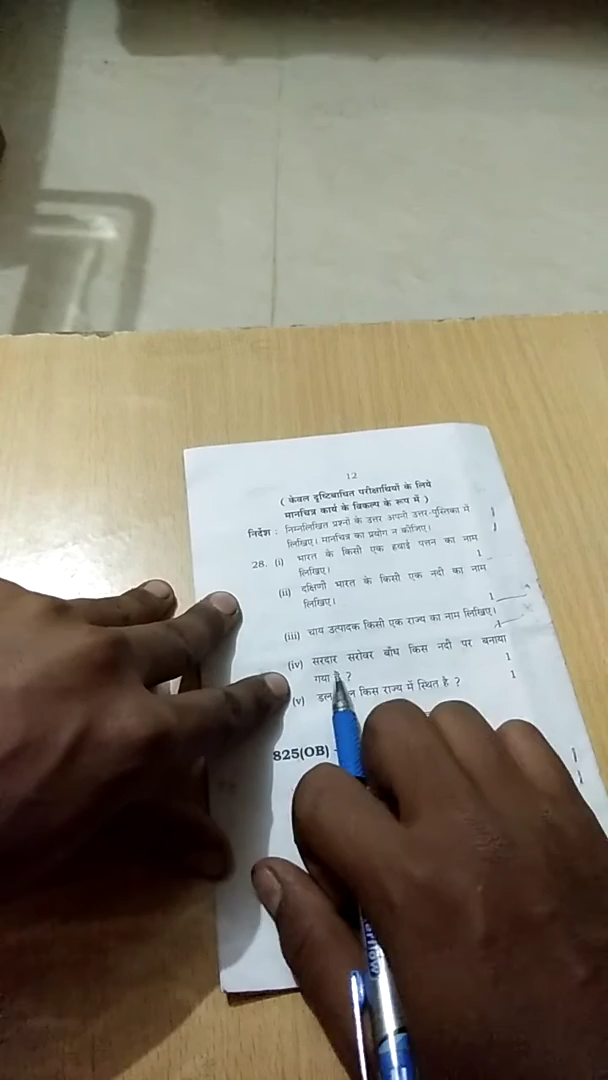 12
( केवल दृष्टिबाधित परीक्षार्थियों के लिये
मानचित्र कार्य के विकल्प के रूप में )
निर्देश : निम्नलिखित प्रश्नों के उत्तर अपनी उत्तर-पुस्तिका में
लिखिए। मानचित्र का प्रयोग न कीजिए।
28. (i) भारत के किसी एक हवाई पत्तन का नाम
लिखिए। 1
(ii) दक्षिणी भारत के किसी एक नदी का नाम
लिखिए। 1
(iii) चाय उत्पादक किसी एक राज्य का नाम लिखिए।
1
(iv) सरदार सरोवर बाँध किस नदी पर बनाया
गया है ? 1
(v) डल किस राज्य में स्थित है ? 1
825(OB)